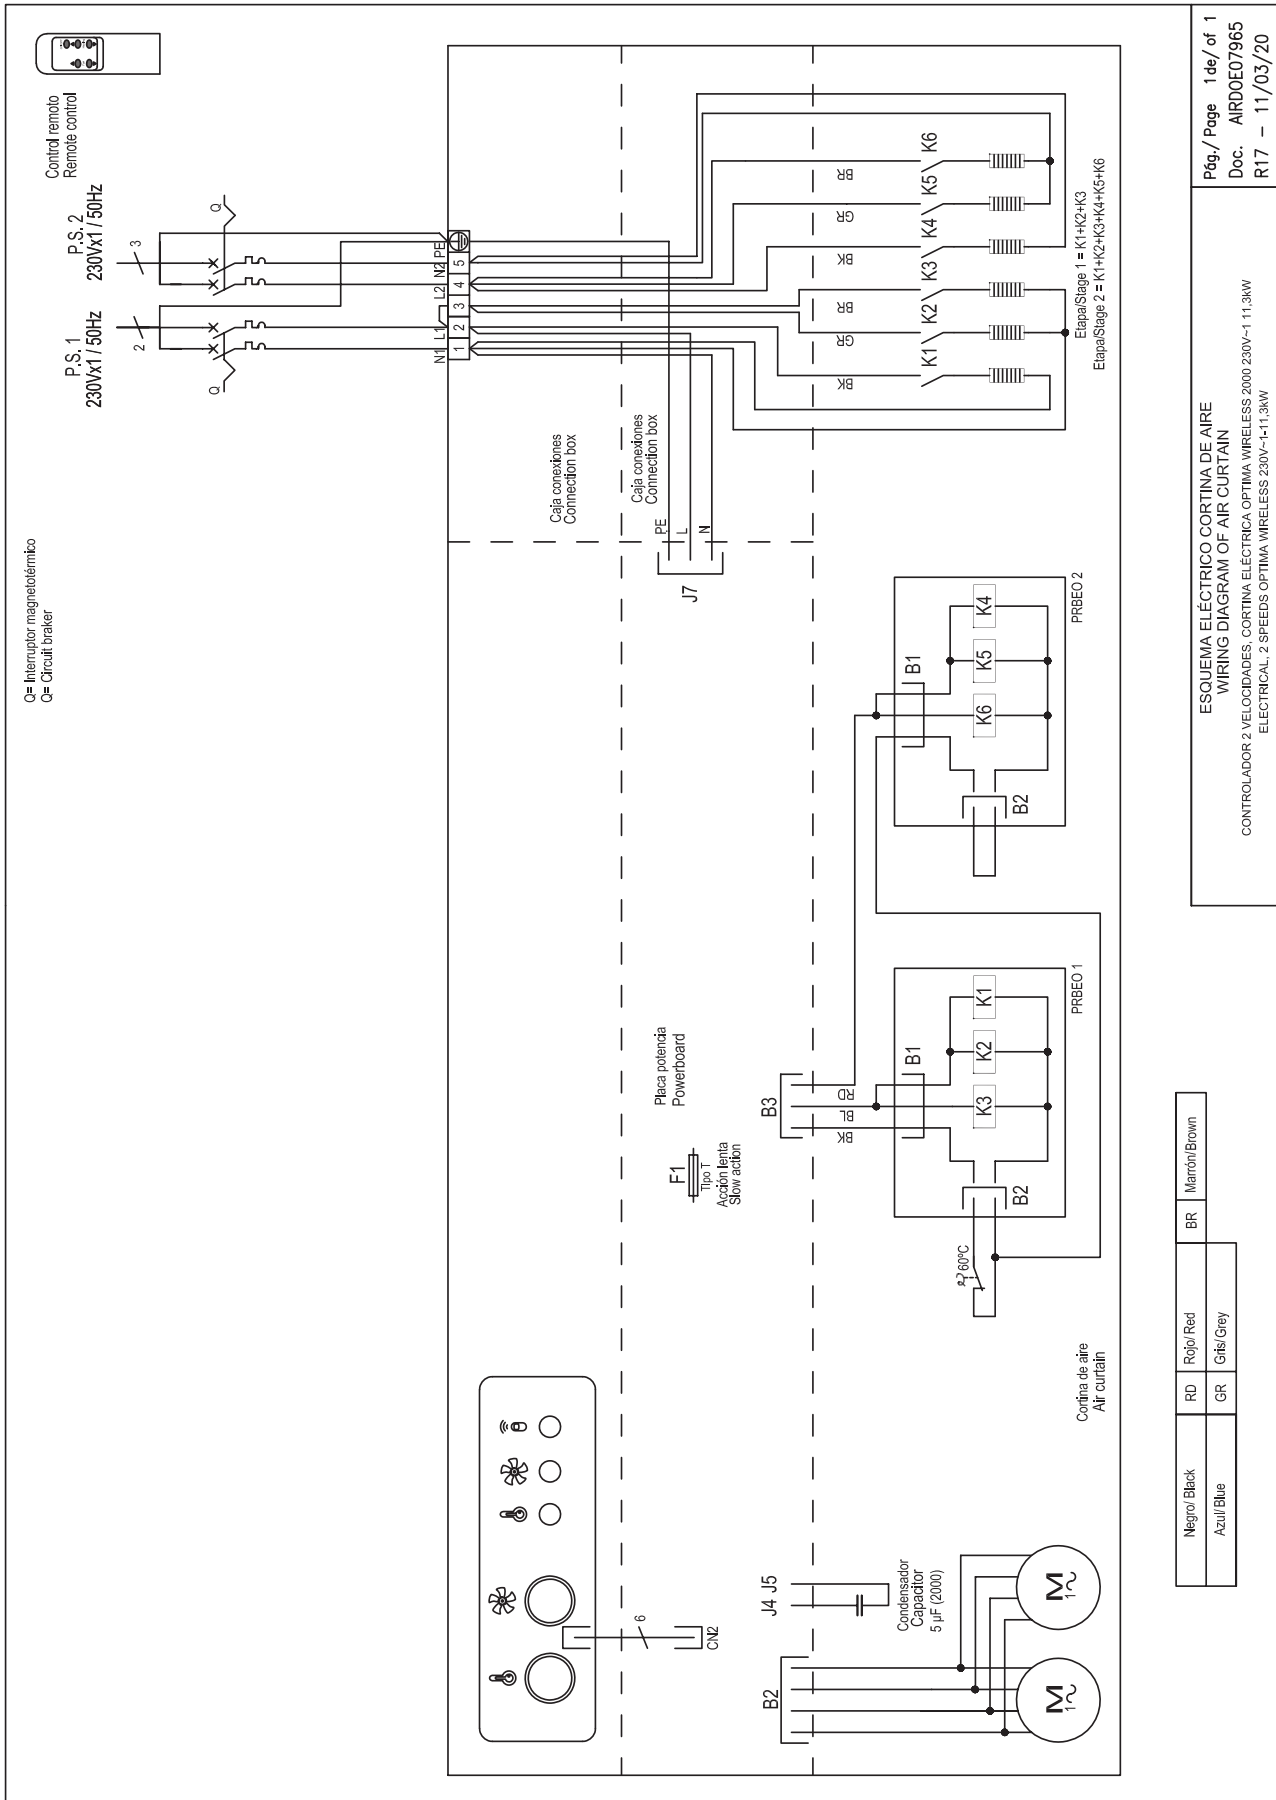 Q= Interruptor magnetotérmico
Q= Circuit braker
Control remoto
Remote control
P.S. 1
230Vx1 / 50Hz
P.S. 2
230Vx1 / 50Hz
2
3
Q
Q
N1
L1
L2
N2
PE
1
2
3
4
5
Caja conexiones
Connection box
Caja conexiones
Connection box
PE
L
N
J7
BK
GR
BR
BK
GR
BR
K1
K2
K3
K4
K5
K6
Etapa/Stage 1 = K1+K2+K3
Etapa/Stage 2 = K1+K2+K3+K4+K5+K6
CN2
6
F1
Tipo T
Acción lenta
Slow action
Placa potencia
Powerboard
B2
J4 J5
Condensador
Capacitor
5 µF (2000)
M
1
M
1
B3
BK
BL
RD
60ºC
B2
B1
K3
K2
K1
PRBEO 1
B2
B1
K6
K5
K4
PRBEO 2
Cortina de aire
Air curtain
Negro/ Black
RD
Rojo/ Red
BR
Marrón/Brown
Azul/ Blue
GR
Gris/ Grey
ESQUEMA ELÉCTRICO CORTINA DE AIRE
WIRING DIAGRAM OF AIR CURTAIN
CONTROLADOR 2 VELOCIDADES, CORTINA ELÉCTRICA OPTIMA WIRELESS 2000 230V~1 11,3kW
ELECTRICAL, 2 SPEEDS OPTIMA WIRELESS 230V~1-11,3kW
Pág./ Page 1 de/ of 1
Doc. AIRDOE07965
R17 - 11/03/20